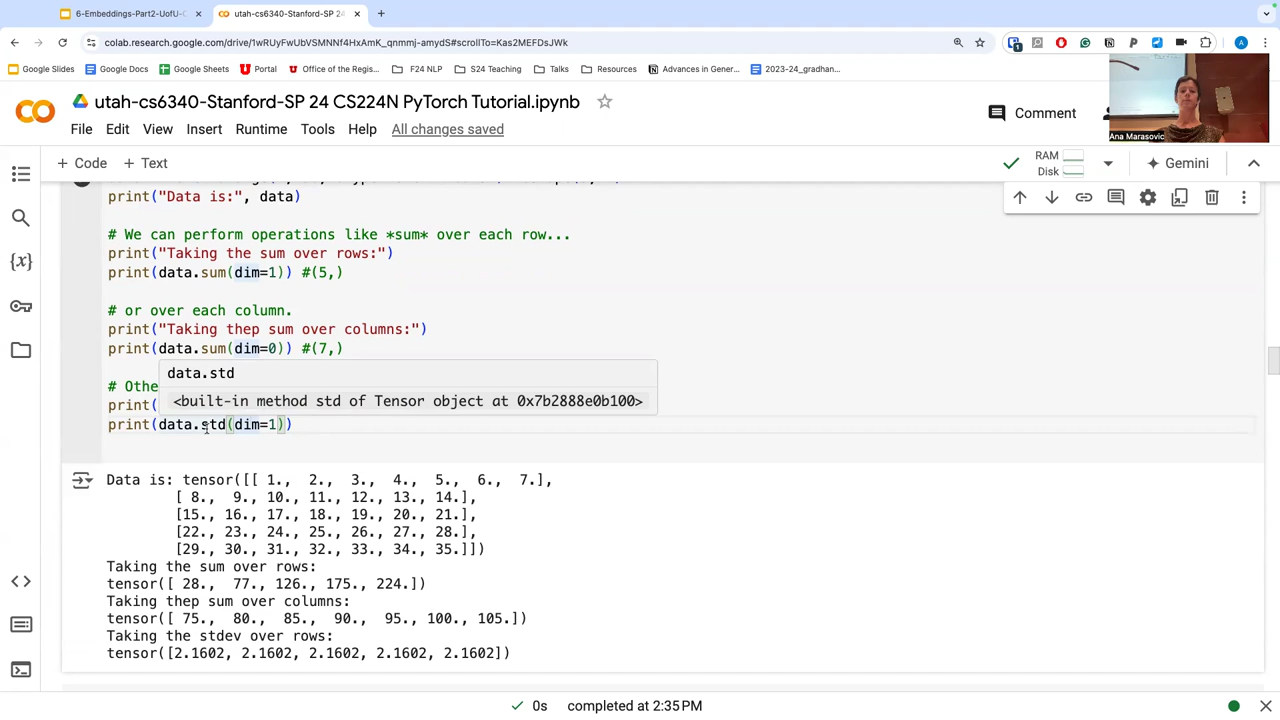 6-Embeddings-Part2-UofU-
utah-cs6340-Stanford-SP 24
colab.research.google.com/drive/1wRUyFwUbVSMNNf4HxAmK_qnmmj-amydS#scrollTo=Kas2MEFDsJWk
Google Slides
Google Docs
Google Sheets
Portal
Office of the Regis...
F24 NLP
S24 Teaching
Talks
Resources
Advances in Gener...
2023-24_gradhan...
utah-cs6340-Stanford-SP 24 CS224N PyTorch Tutorial.ipynb
Comment
Ana Marasovic
File Edit View Insert Runtime Tools Help All changes saved
+ Code + Text
RAM
Disk
Gemini
print("Data is:", data)
# We can perform operations like *sum* over each row...
print("Taking the sum over rows:")
print(data.sum(dim=1)) #(5,)
# or over each column.
print("Taking thep sum over columns:")
print(data.sum(dim=0)) #(7,)
data.std
# Othe
<built-in method std of Tensor object at 0x7b2888e0b100>
print(
print(data.std(dim=1))
Data is: tensor([[ 1., 2., 3., 4., 5., 6., 7.],
[ 8., 9., 10., 11., 12., 13., 14.],
[15., 16., 17., 18., 19., 20., 21.],
[22., 23., 24., 25., 26., 27., 28.],
[29., 30., 31., 32., 33., 34., 35.]])
Taking the sum over rows:
tensor([ 28., 77., 126., 175., 224.])
Taking thep sum over columns:
tensor([ 75., 80., 85., 90., 95., 100., 105.])
Taking the stdev over rows:
tensor([2.1602, 2.1602, 2.1602, 2.1602, 2.1602])
0s completed at 2:35 PM